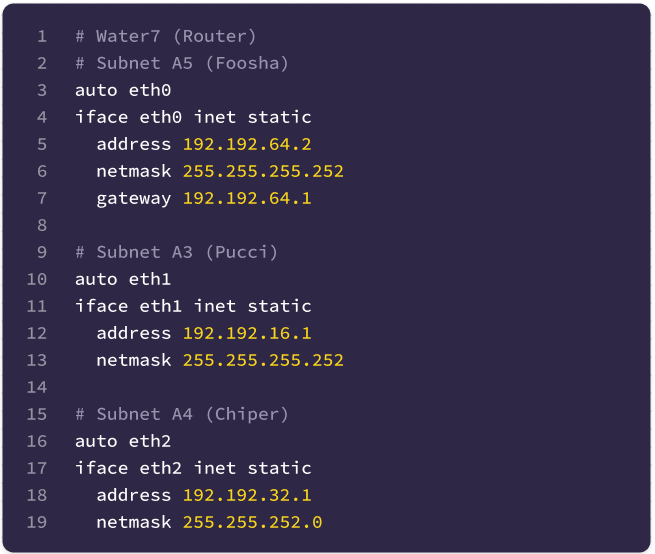 1 # Water7 (Router)
2 # Subnet A5 (Foosha)
3 auto eth0
4 iface eth0 inet static
5 address 192.192.64.2
6 netmask 255.255.255.252
7 gateway 192.192.64.1
8
9 # Subnet A3 (Pucci)
10 auto eth1
11 iface eth1 inet static
12 address 192.192.16.1
13 netmask 255.255.255.252
14
15 # Subnet A4 (Chiper)
16 auto eth2
17 iface eth2 inet static
18 address 192.192.32.1
19 netmask 255.255.252.0